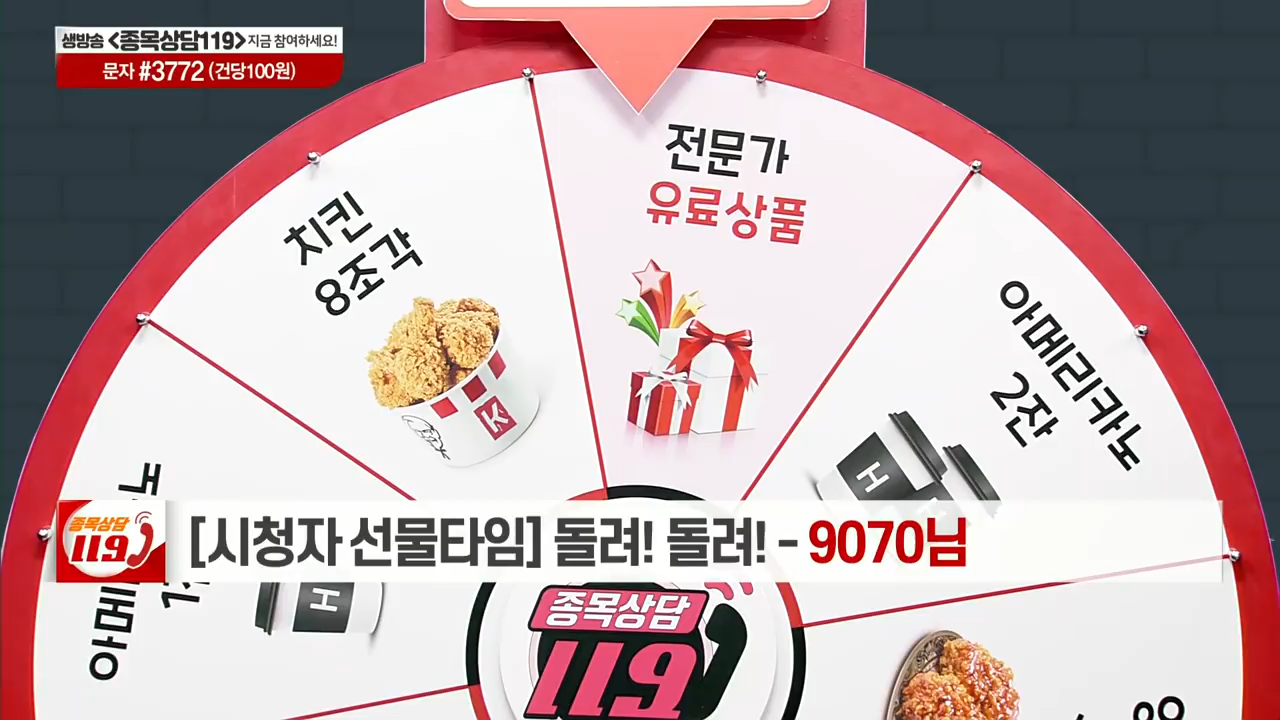 생방송 <종목상담119> 지금 참여하세요!
문자 #3772 (건당100원)
전문가
유료상품
치킨
8조각
아메리카노
2잔
H
K
H
종목상담
119
[시청자 선물타임] 돌려! 돌려! - 9070님
종목상담
119